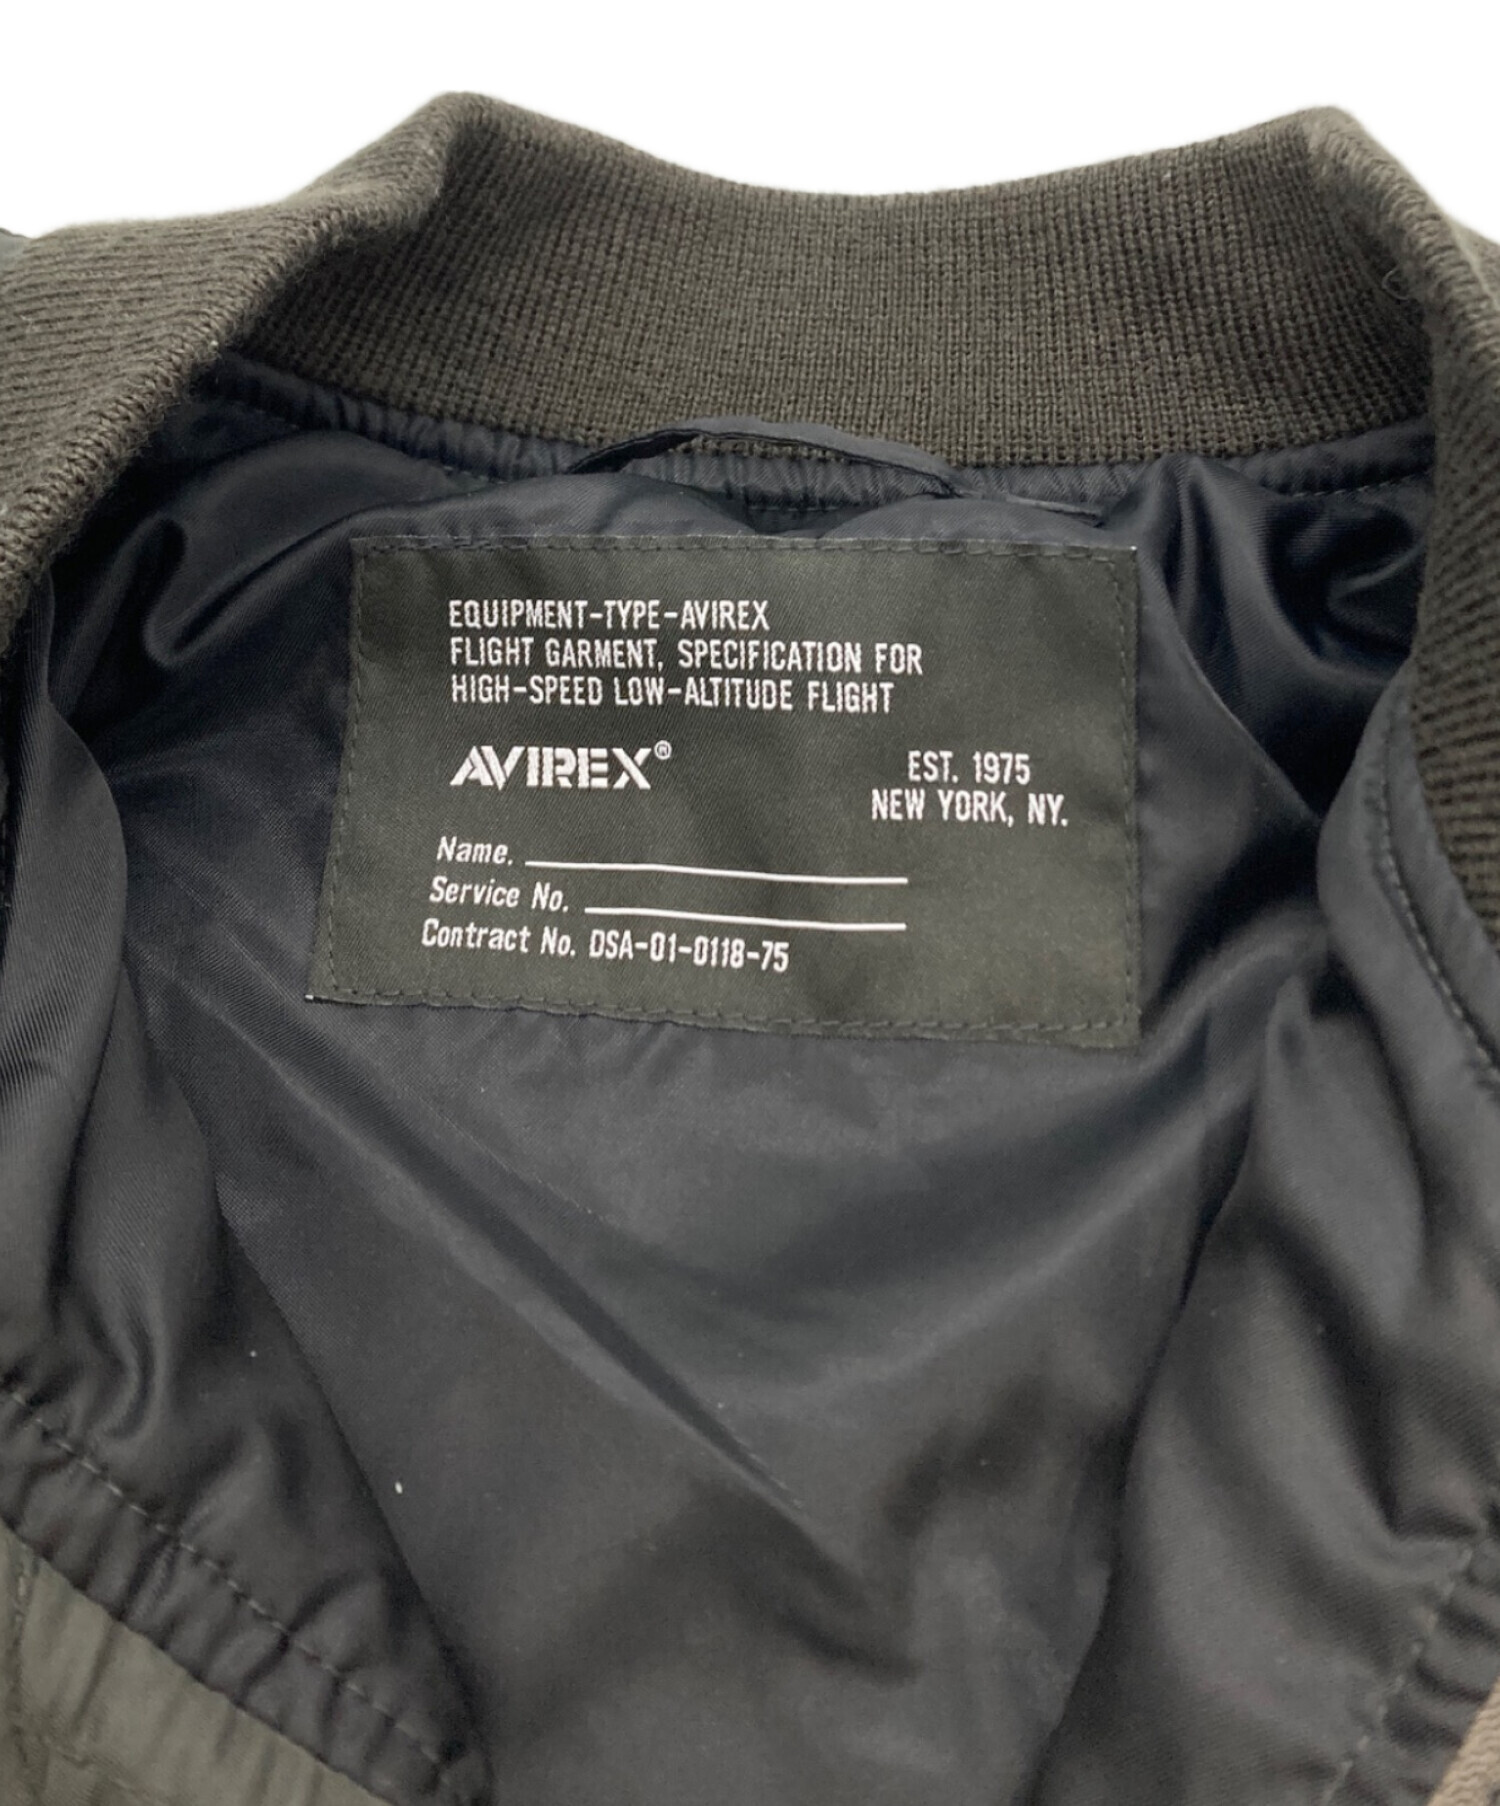 EQUIPMENT-TYPE-AVIREX
FLIGHT GARMENT, SPECIFICATION FOR
HIGH-SPEED LOW-ALTITUDE FLIGHT
AVIREX®
EST. 1975
NEW YORK, NY.
Name.
Service No.
Contract No. DSA-01-0118-75